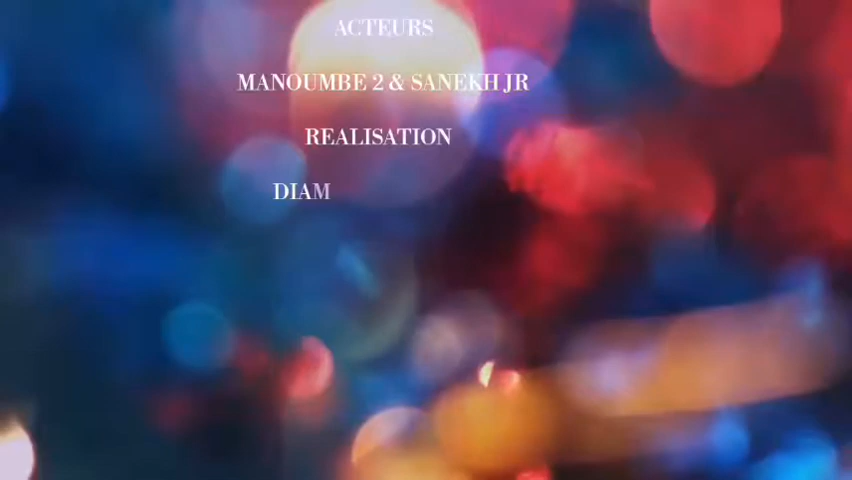 ACTEURS
MANOUMBE 2 & SANEKH JR
REALISATION
DIAM